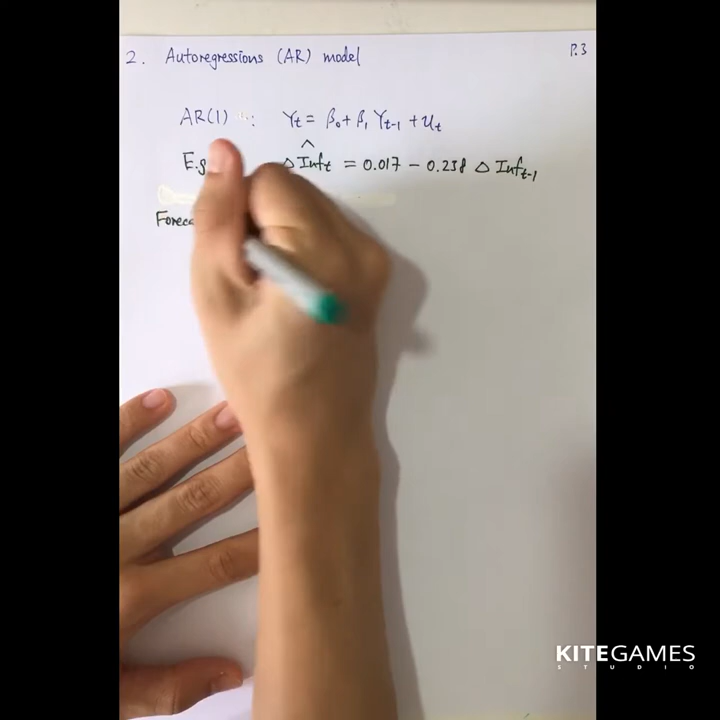 2. Autoregressions (AR) model
P.3
AR(1) : Yt = β0 + β1 Yt-1 + ut
E.g △Inf̂t = 0.017 - 0.238 △Inft-1
KITEGAMES
STUDIO